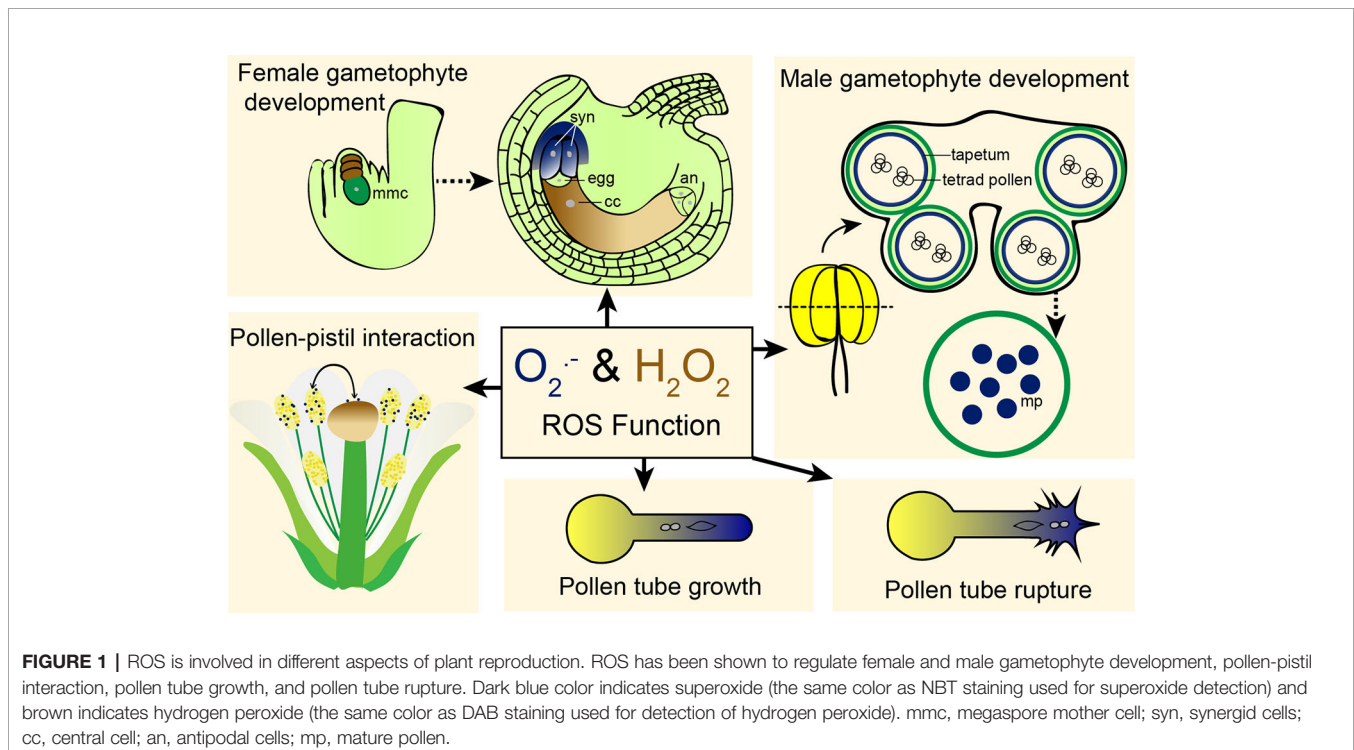 Female gametophyte
development
mmc
syn
egg
cc
an
Male gametophyte development
tapetum
tetrad pollen
mp
Pollen-pistil interaction
O₂·⁻ & H₂O₂
ROS Function
Pollen tube growth
Pollen tube rupture
FIGURE 1 | ROS is involved in different aspects of plant reproduction. ROS has been shown to regulate female and male gametophyte development, pollen-pistil
interaction, pollen tube growth, and pollen tube rupture. Dark blue color indicates superoxide (the same color as NBT staining used for superoxide detection) and
brown indicates hydrogen peroxide (the same color as DAB staining used for detection of hydrogen peroxide). mmc, megaspore mother cell; syn, synergid cells;
cc, central cell; an, antipodal cells; mp, mature pollen.